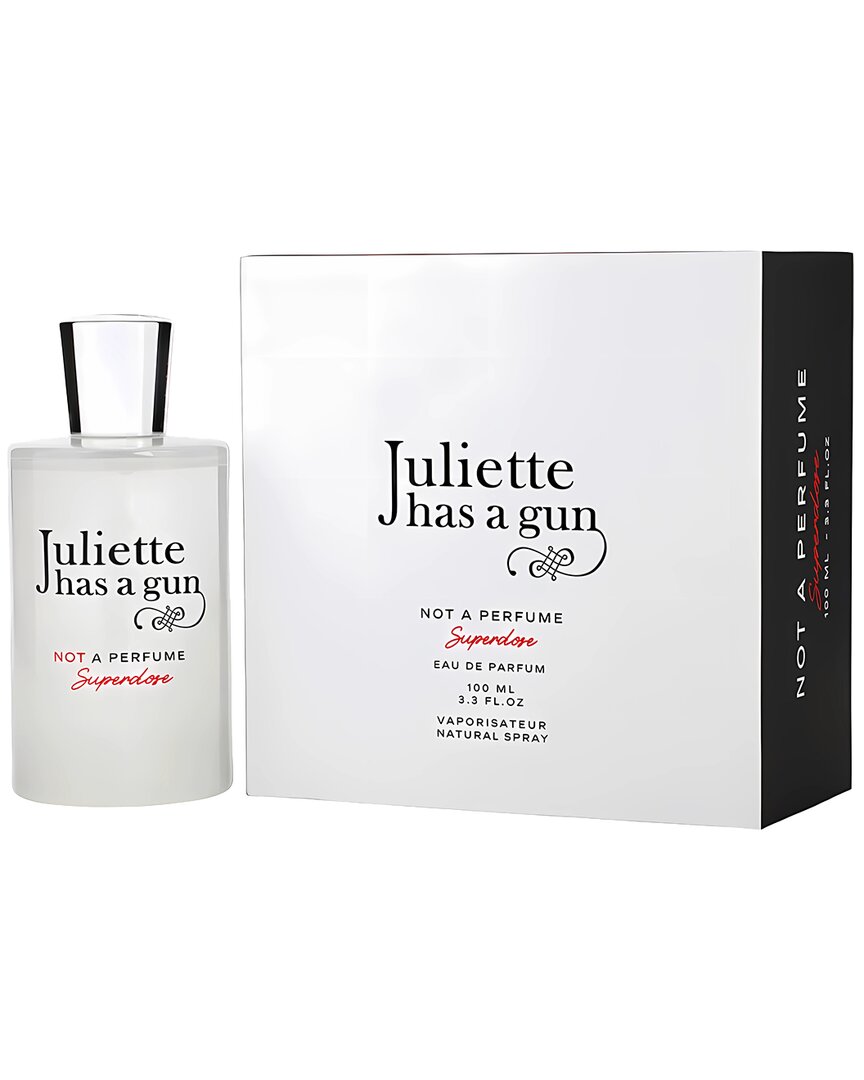 Juliette
has a gun
NOT A PERFUME
Superdose
Juliette
has a gun
NOT A PERFUME
Superdose
EAU DE PARFUM
100 ML
3.3 FL.OZ
VAPORISATEUR
NATURAL SPRAY
NOT A PERFUME
Superdose
100 ML - 3.3 FL.OZ